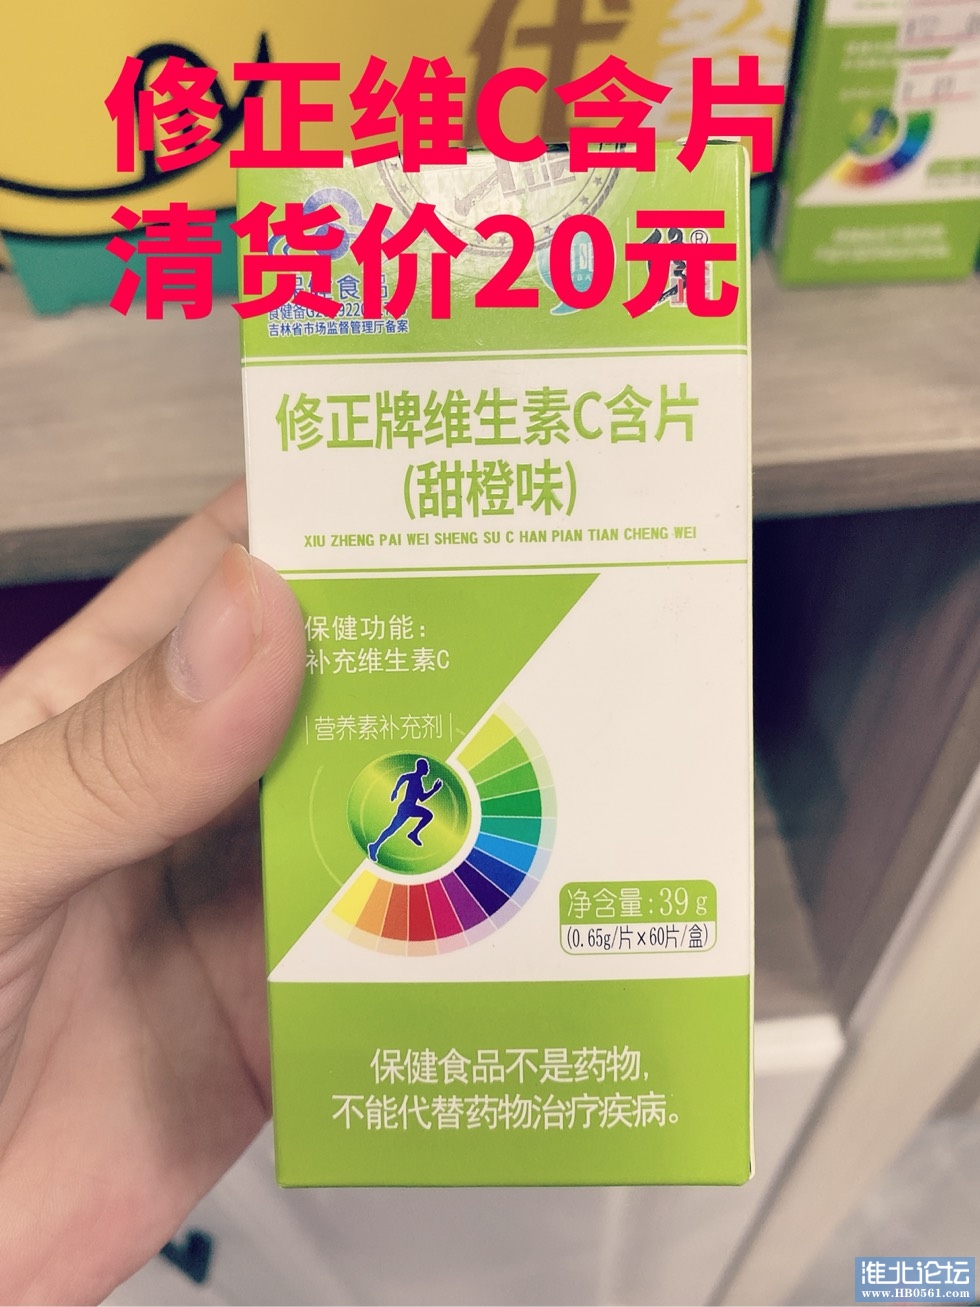 修正维C含片
清货价20元
吉林省市场监督管理厅备案
修正牌维生素C含片
(甜橙味)
XIU ZHENG PAI WEI SHENG SU C HAN PIAN TIAN CHENG WEI
保健功能：
补充维生素C
营养素补充剂
净含量：39g
(0.65g/片x60片/盒)
保健食品不是药物，
不能代替药物治疗疾病。
淮北论坛
www.HB0561.com